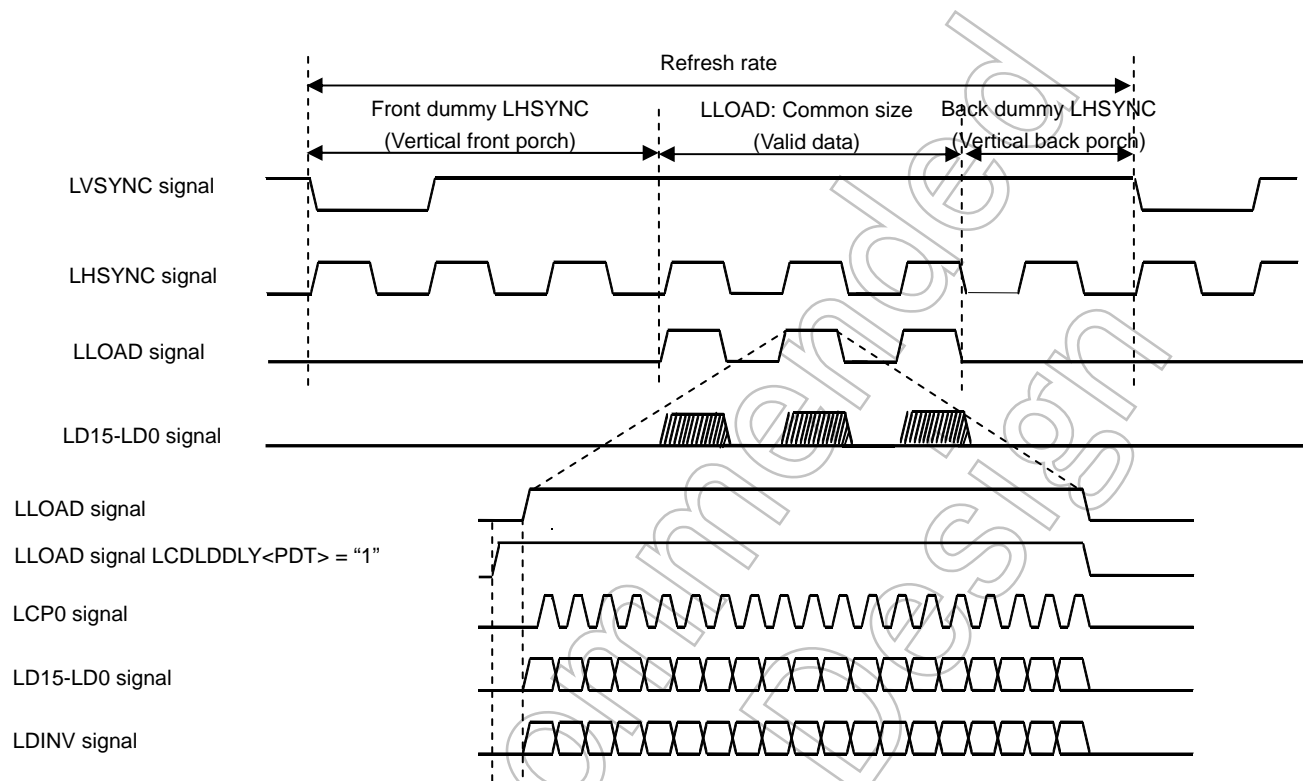 Refresh rate
Front dummy LHSYNC
(Vertical front porch)
LLOAD: Common size
(Valid data)
Back dummy LHSYNC
(Vertical back porch)
LVSYNC signal
LHSYNC signal
LLOAD signal
LD15-LD0 signal
LLOAD signal
LLOAD signal LCDLDDLY<PDT> = “1”
LCP0 signal
LD15-LD0 signal
LDINV signal
ommended
Design